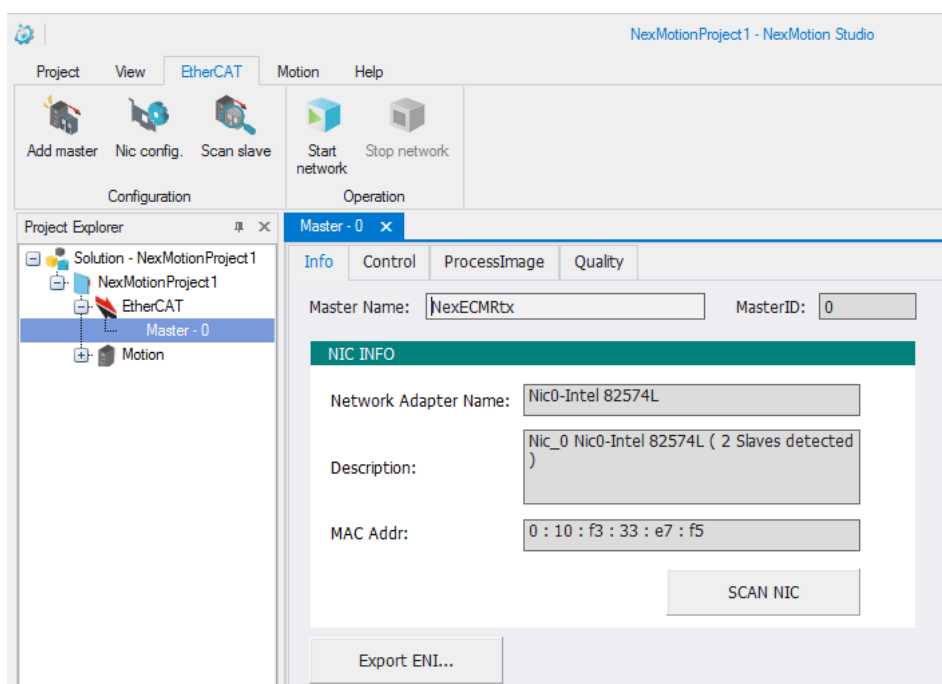 NexMotionProject1 - NexMotion Studio
Project View EtherCAT Motion Help
Add master Nic config. Scan slave Start network Stop network
Configuration Operation
Project Explorer
Solution - NexMotionProject1
NexMotionProject1
EtherCAT
Master - 0
Motion
Master - 0
Info Control ProcessImage Quality
Master Name: NexECMRtx MasterID: 0
NIC INFO
Network Adapter Name: Nic0-Intel 82574L
Description: Nic_0 Nic0-Intel 82574L ( 2 Slaves detected
)
MAC Addr: 0 : 10 : f3 : 33 : e7 : f5
SCAN NIC
Export ENI...